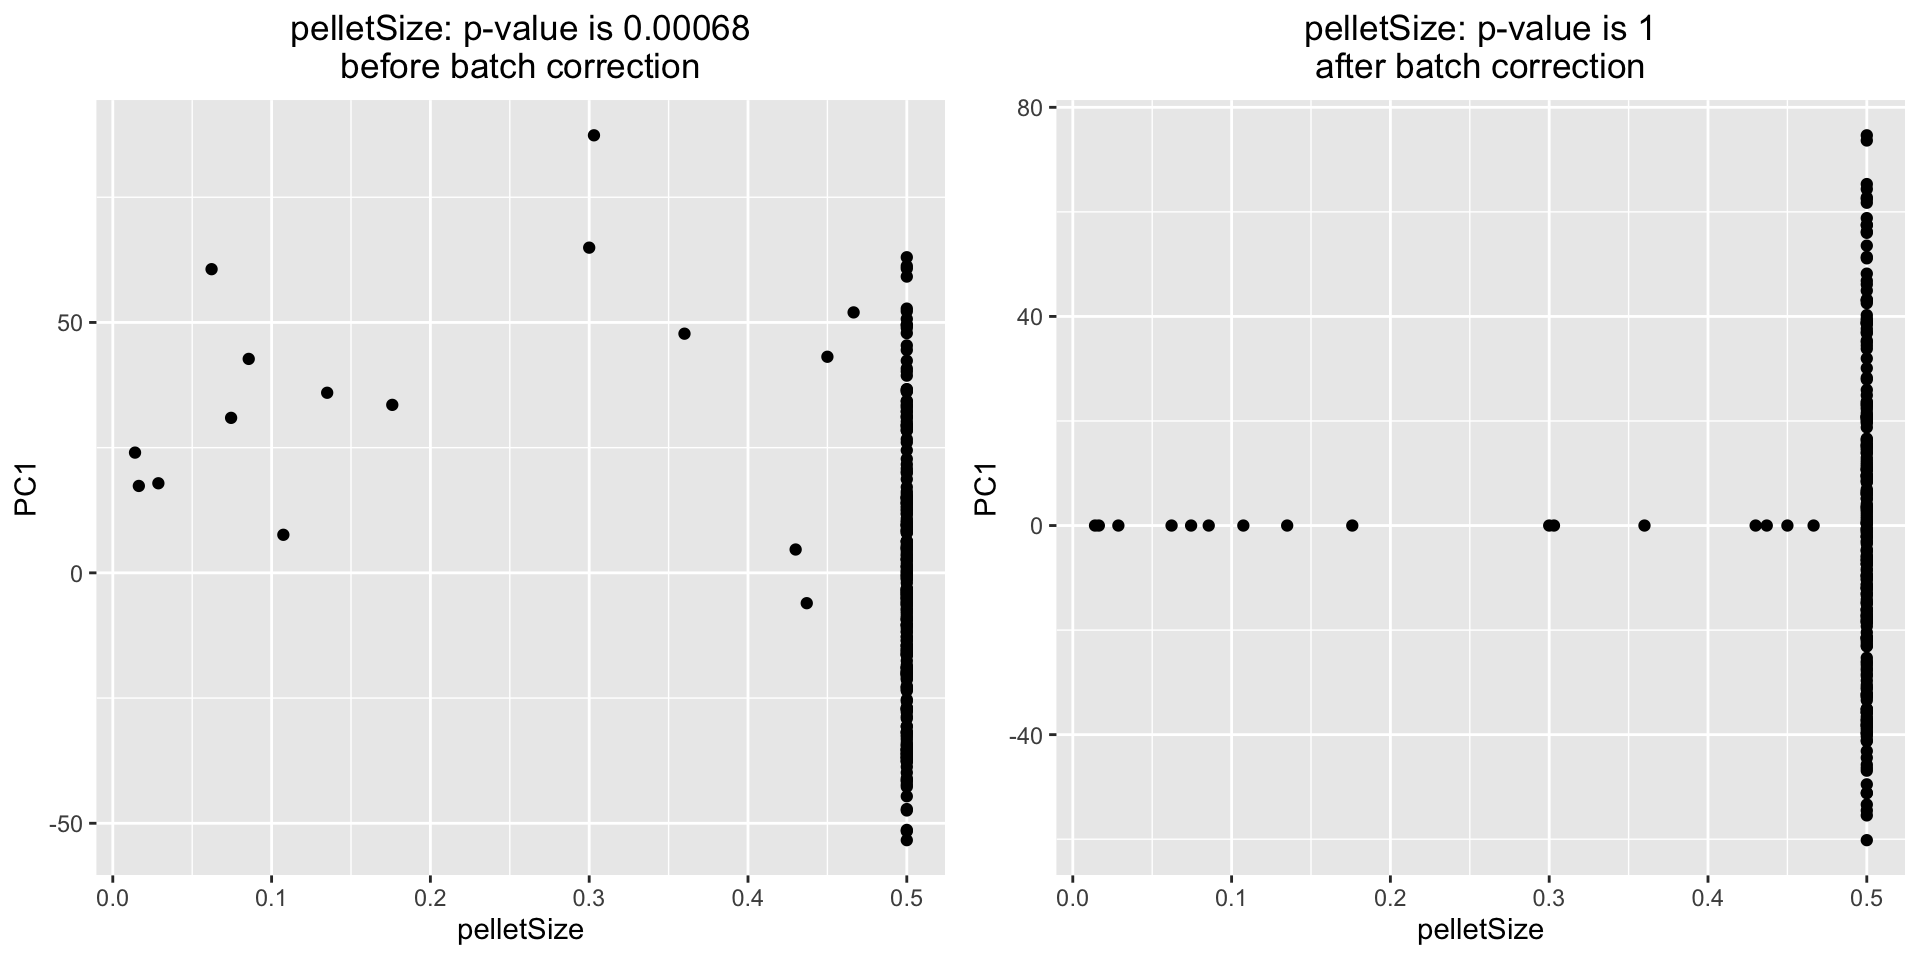 pelletSize: p-value is 0.00068
before batch correction
50
0
-50
PC1
0.0 0.1 0.2 0.3 0.4 0.5
pelletSize
pelletSize: p-value is 1
after batch correction
80
40
0
-40
PC1
0.0 0.1 0.2 0.3 0.4 0.5
pelletSize